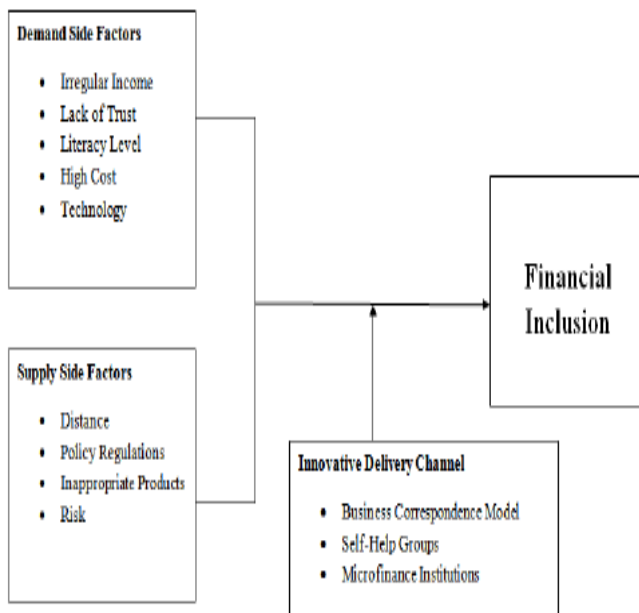 Demand Side Factors
• Irregular Income
• Lack of Trust
• Literacy Level
• High Cost
• Technology
Financial
Inclusion
Supply Side Factors
• Distance
• Policy Regulations
• Inappropriate Products
• Risk
Innovative Delivery Channel
• Business Correspondence Model
• Self-Help Groups
• Microfinance Institutions